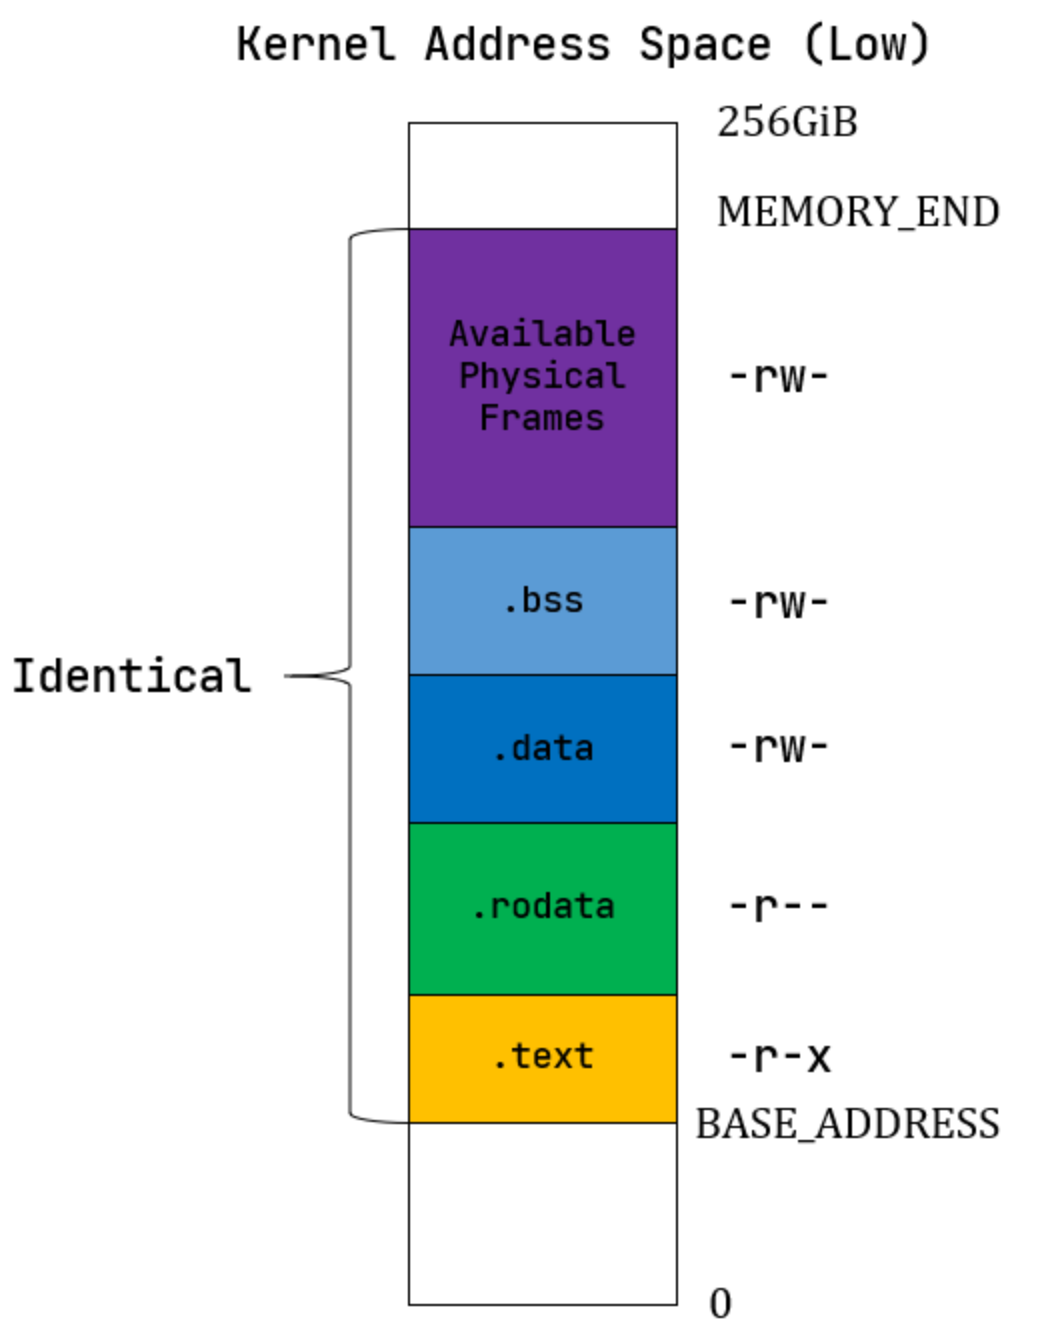 Kernel Address Space (Low)
256GiB
MEMORY_END
Available
Physical
Frames
-rw-
.bss
-rw-
Identical
.data
-rw-
.rodata
-r--
.text
-r-x
BASE_ADDRESS
0